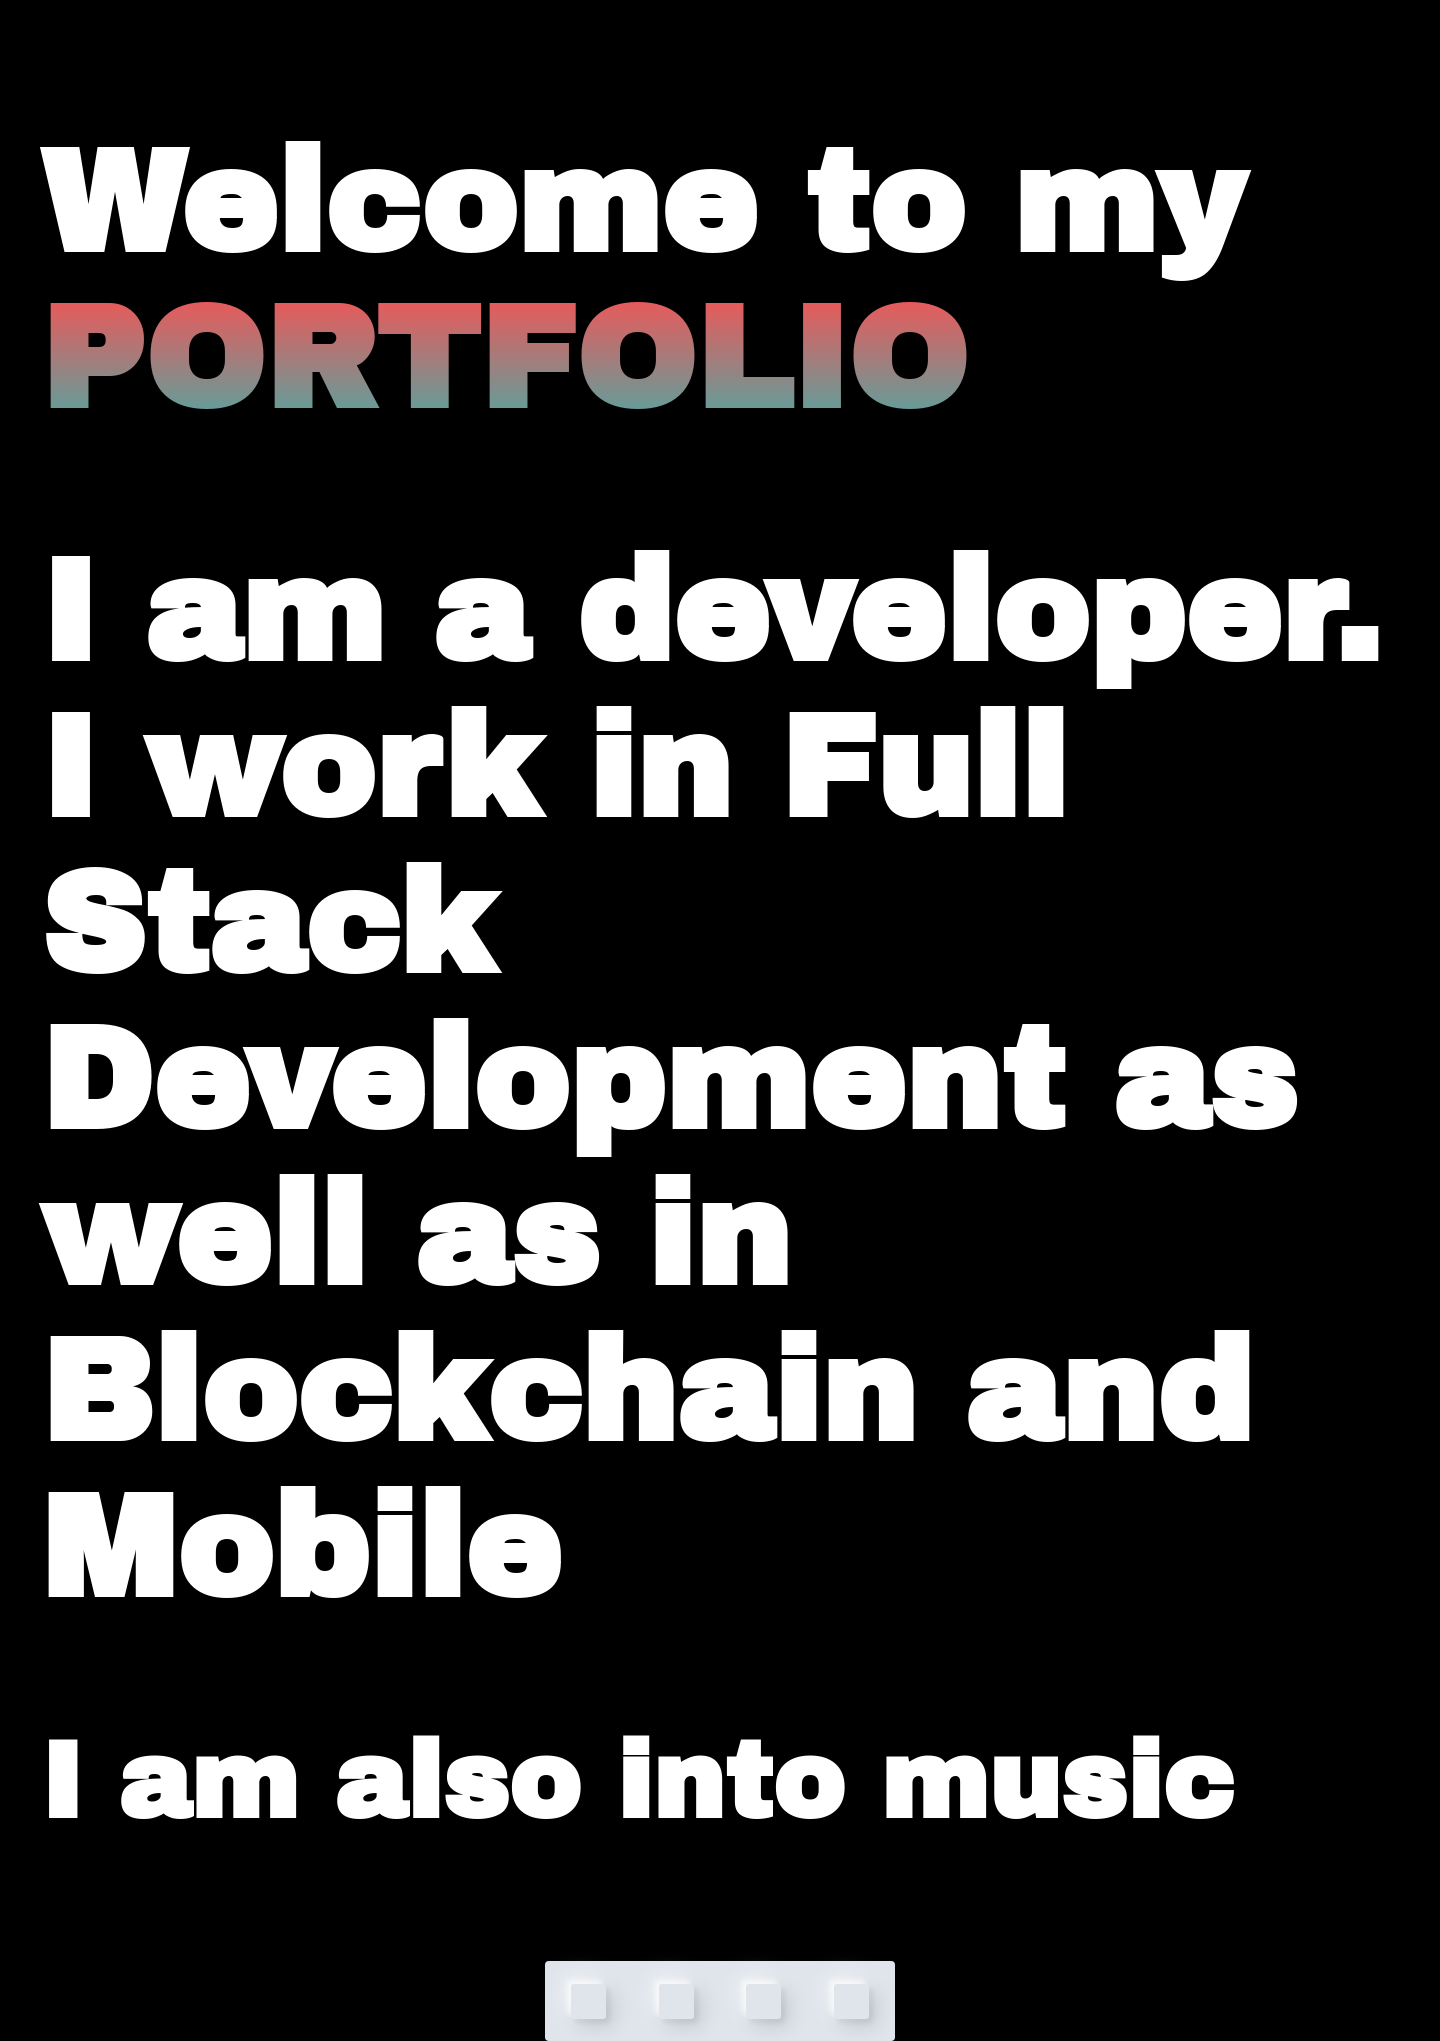 Welcome to my
PORTFOLIO
I am a developer.
I work in Full
Stack
Development as
well as in
Blockchain and
Mobile
I am also into music